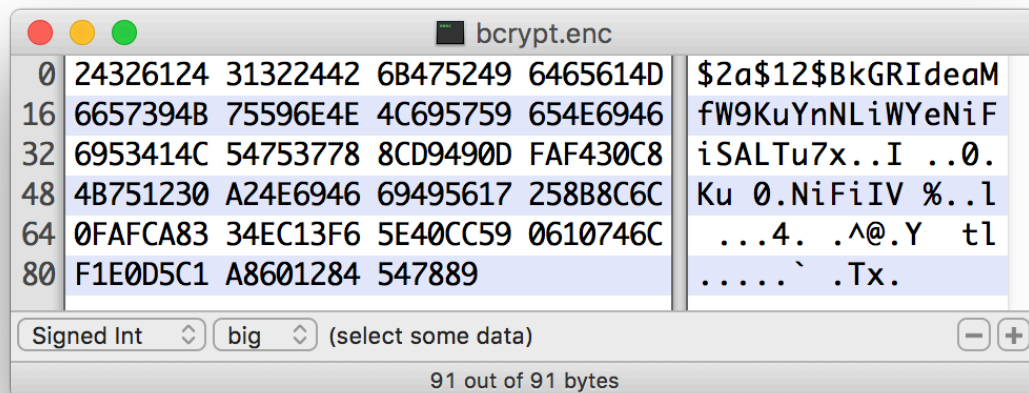 bcrypt.enc
0 24326124 31322442 6B475249 6465614D $2a$12$BkGRIdeaM
16 6657394B 75596E4E 4C695759 654E6946 fW9KuYnNLiWYeNiF
32 6953414C 54753778 8CD9490D FAF430C8 iSALTu7x..I ..0.
48 4B751230 A24E6946 69495617 258B8C6C Ku 0.NiFiIV %..l
64 0FAFCA83 34EC13F6 5E40CC59 0610746C ...4. .^@.Y tl
80 F1E0D5C1 A8601284 547889 .....` .Tx.
Signed Int big (select some data)
91 out of 91 bytes